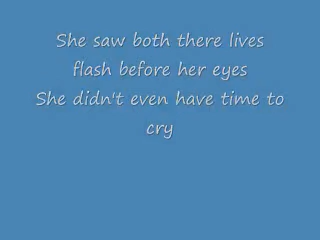 She saw both there lives
flash before her eyes
She didn't even have time to
cry